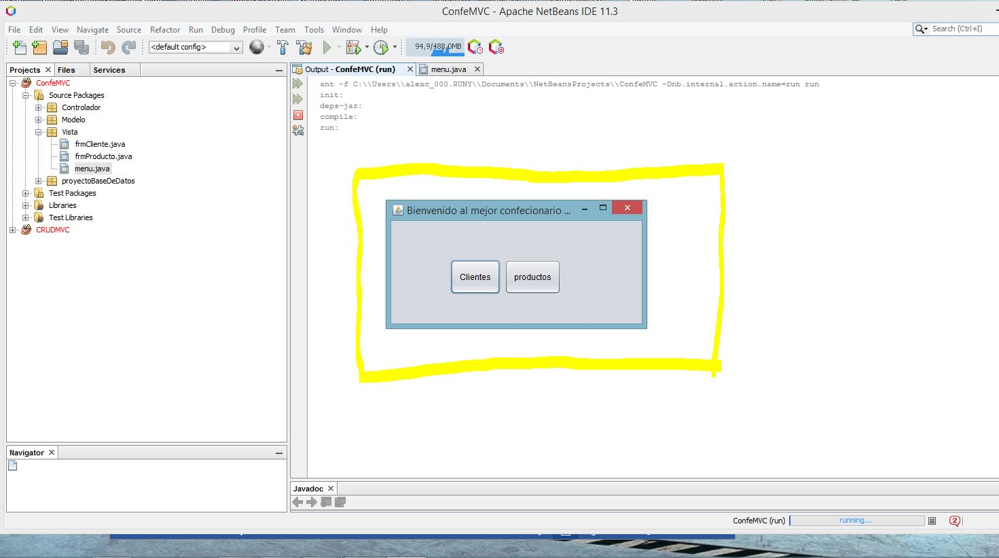 ConfeMVC - Apache NetBeans IDE 11.3
File Edit View Navigate Source Refactor Run Debug Profile Team Tools Window Help
Search (Ctrl+I)
<default config>
94,9/488,0MB
Projects Files Services
Output - ConfeMVC (run) menu.java
ConfeMVC
Source Packages
Controlador
Modelo
Vista
frmCliente.java
frmProducto.java
menu.java
proyectoBaseDeDatos
Test Packages
Libraries
Test Libraries
CRUDMVC
ant -f C:\\Users\\alexc_000.RUNY\\Documents\\NetBeansProjects\\ConfeMVC -Dnb.internal.action.name=run run
init:
deps-jar:
compile:
run:
Bienvenido al mejor confecionario ...
Clientes productos
Navigator
Javadoc
ConfeMVC (run) running... 2